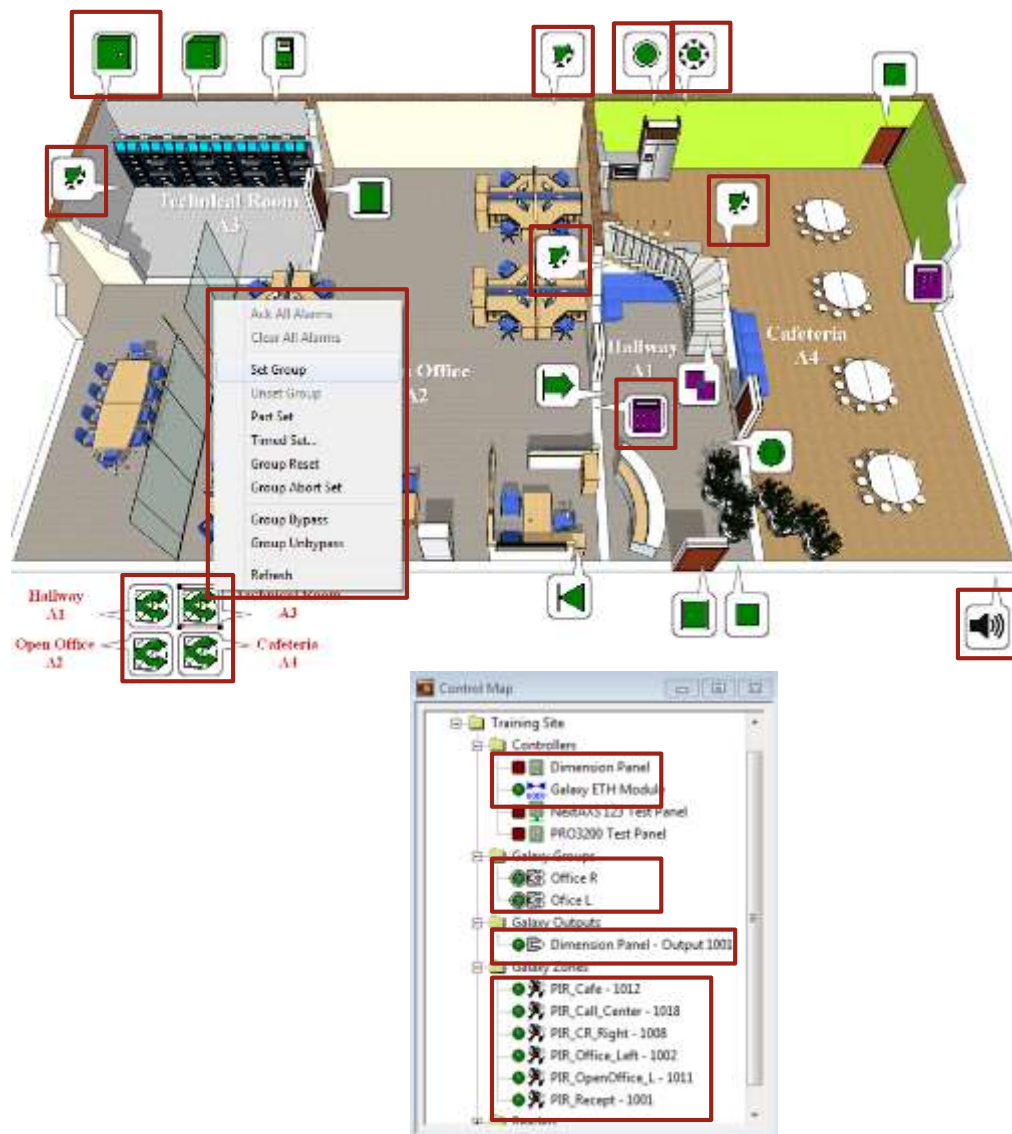 Technical Room
A3
Ack All Alarms
Clear All Alarms
Set Group
Unset Group
Part Set
Timed Set...
Group Reset
Group Abort Set
Group Bypass
Group Unbypass
Refresh
Office
A2
Hallway
A1
Cafeteria
A4
Hallway
A1
Technical Room
A3
Open Office
A2
Cafeteria
A4
Control Map
Training Site
Controllers
Dimension Panel
Galaxy ETH Module
NextAXS 123 Test Panel
PRO3200 Test Panel
Galaxy Groups
Office R
Ofice L
Galaxy Outputs
Dimension Panel - Output 1001
Galaxy Zones
PIR_Cafe - 1012
PIR_Call_Center - 1018
PIR_CR_Right - 1008
PIR_Office_Left - 1002
PIR_OpenOffice_L - 1011
PIR_Recept - 1001